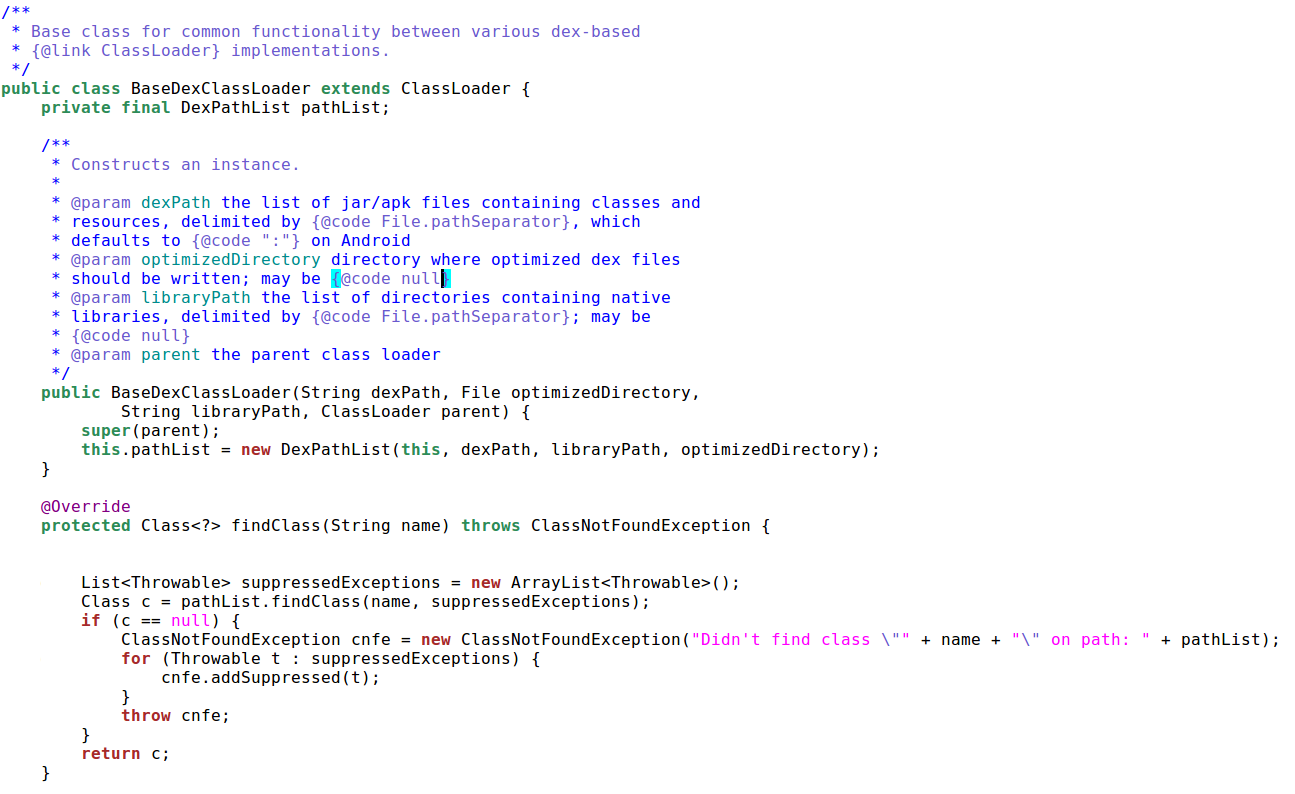 /**
 * Base class for common functionality between various dex-based
 * {@link ClassLoader} implementations.
 */
public class BaseDexClassLoader extends ClassLoader {
    private final DexPathList pathList;

    /**
     * Constructs an instance.
     *
     * @param dexPath the list of jar/apk files containing classes and
     * resources, delimited by {@code File.pathSeparator}, which
     * defaults to {@code ":"} on Android
     * @param optimizedDirectory directory where optimized dex files
     * should be written; may be {@code null}
     * @param libraryPath the list of directories containing native
     * libraries, delimited by {@code File.pathSeparator}; may be
     * {@code null}
     * @param parent the parent class loader
     */
    public BaseDexClassLoader(String dexPath, File optimizedDirectory,
            String libraryPath, ClassLoader parent) {
        super(parent);
        this.pathList = new DexPathList(this, dexPath, libraryPath, optimizedDirectory);
    }

    @Override
    protected Class<?> findClass(String name) throws ClassNotFoundException {


        List<Throwable> suppressedExceptions = new ArrayList<Throwable>();
        Class c = pathList.findClass(name, suppressedExceptions);
        if (c == null) {
            ClassNotFoundException cnfe = new ClassNotFoundException("Didn't find class \"" + name + "\" on path: " + pathList);
            for (Throwable t : suppressedExceptions) {
                cnfe.addSuppressed(t);
            }
            throw cnfe;
        }
        return c;
    }